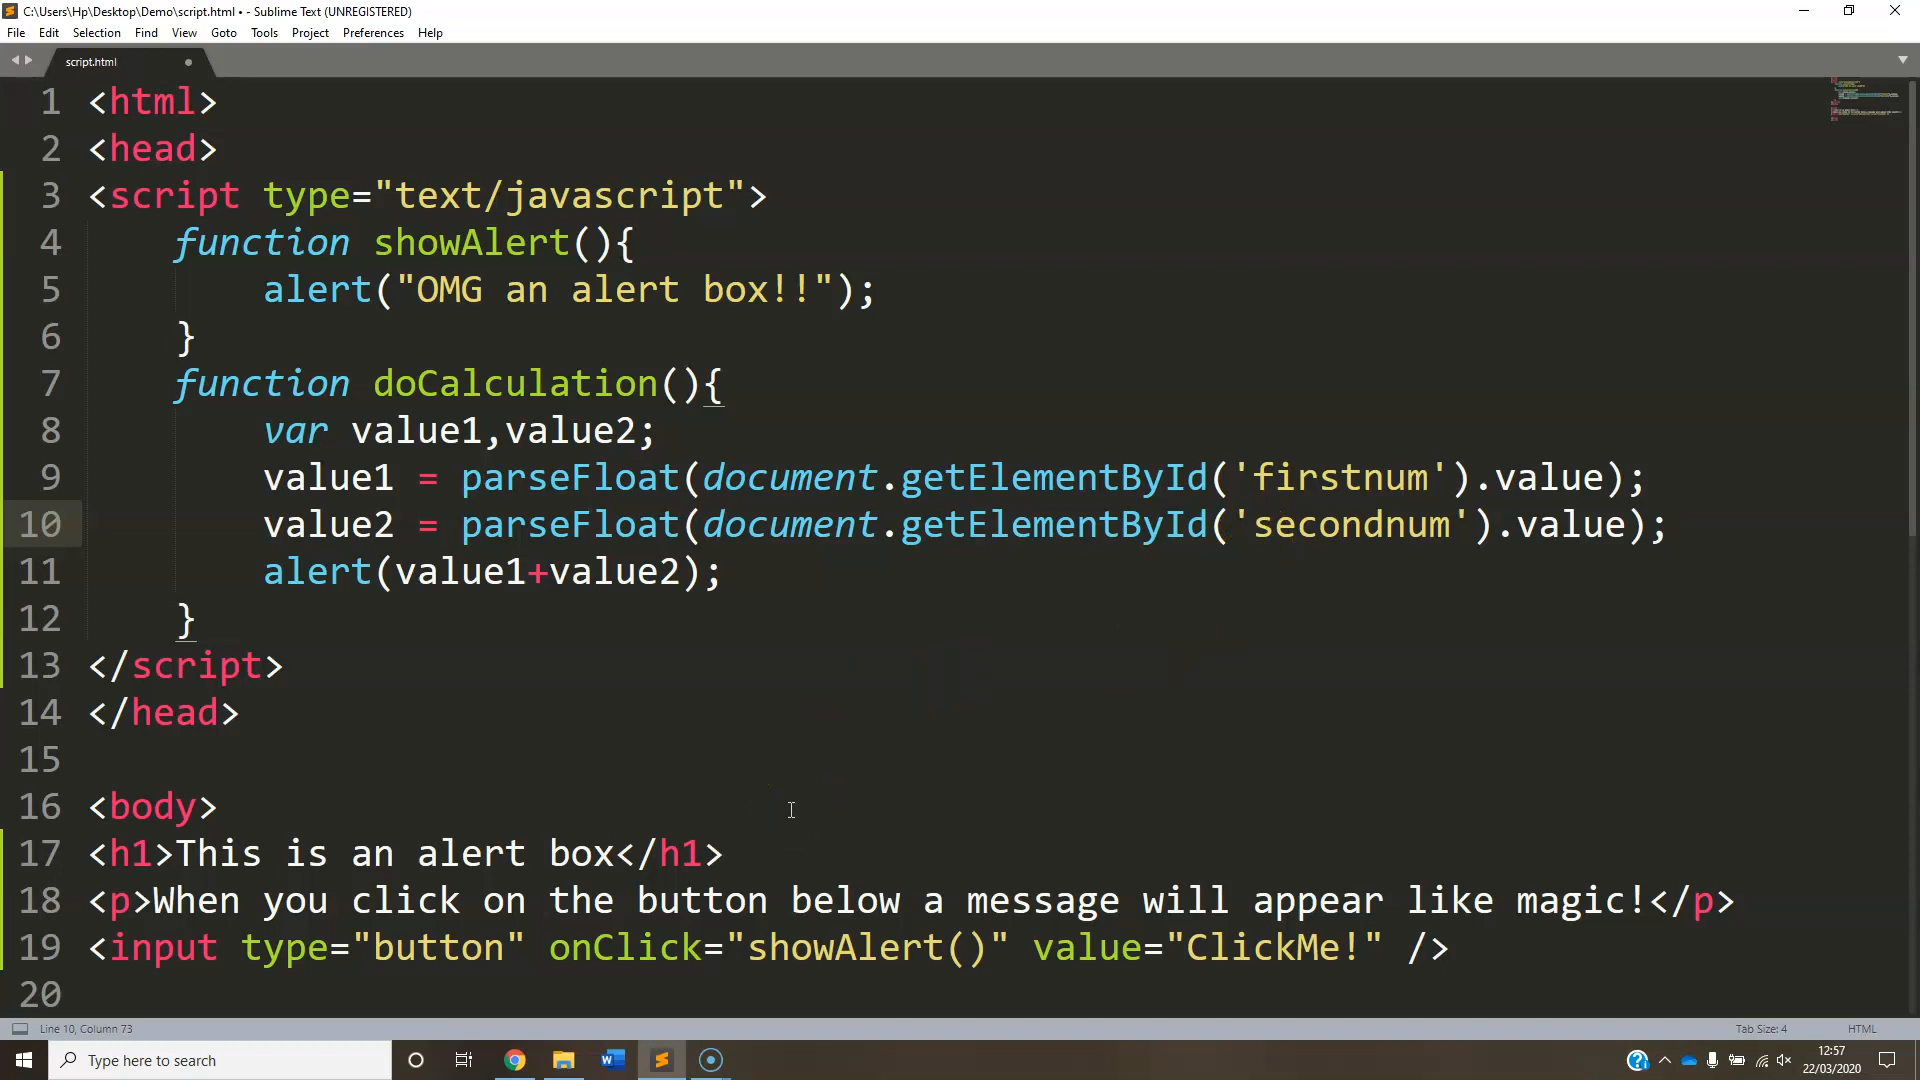 C:\Users\Hp\Desktop\Demo\script.html • - Sublime Text (UNREGISTERED)
File Edit Selection Find View Goto Tools Project Preferences Help
script.html
1 <html>
2 <head>
3 <script type="text/javascript">
4 function showAlert(){
5 alert("OMG an alert box!!");
6 }
7 function doCalculation(){
8 var value1,value2;
9 value1 = parseFloat(document.getElementById('firstnum').value);
10 value2 = parseFloat(document.getElementById('secondnum').value);
11 alert(value1+value2);
12 }
13 </script>
14 </head>
15
16 <body>
17 <h1>This is an alert box</h1>
18 <p>When you click on the button below a message will appear like magic!</p>
19 <input type="button" onClick="showAlert()" value="ClickMe!" />
20
Line 10, Column 73 Tab Size: 4 HTML
Type here to search
12:57
22/03/2020